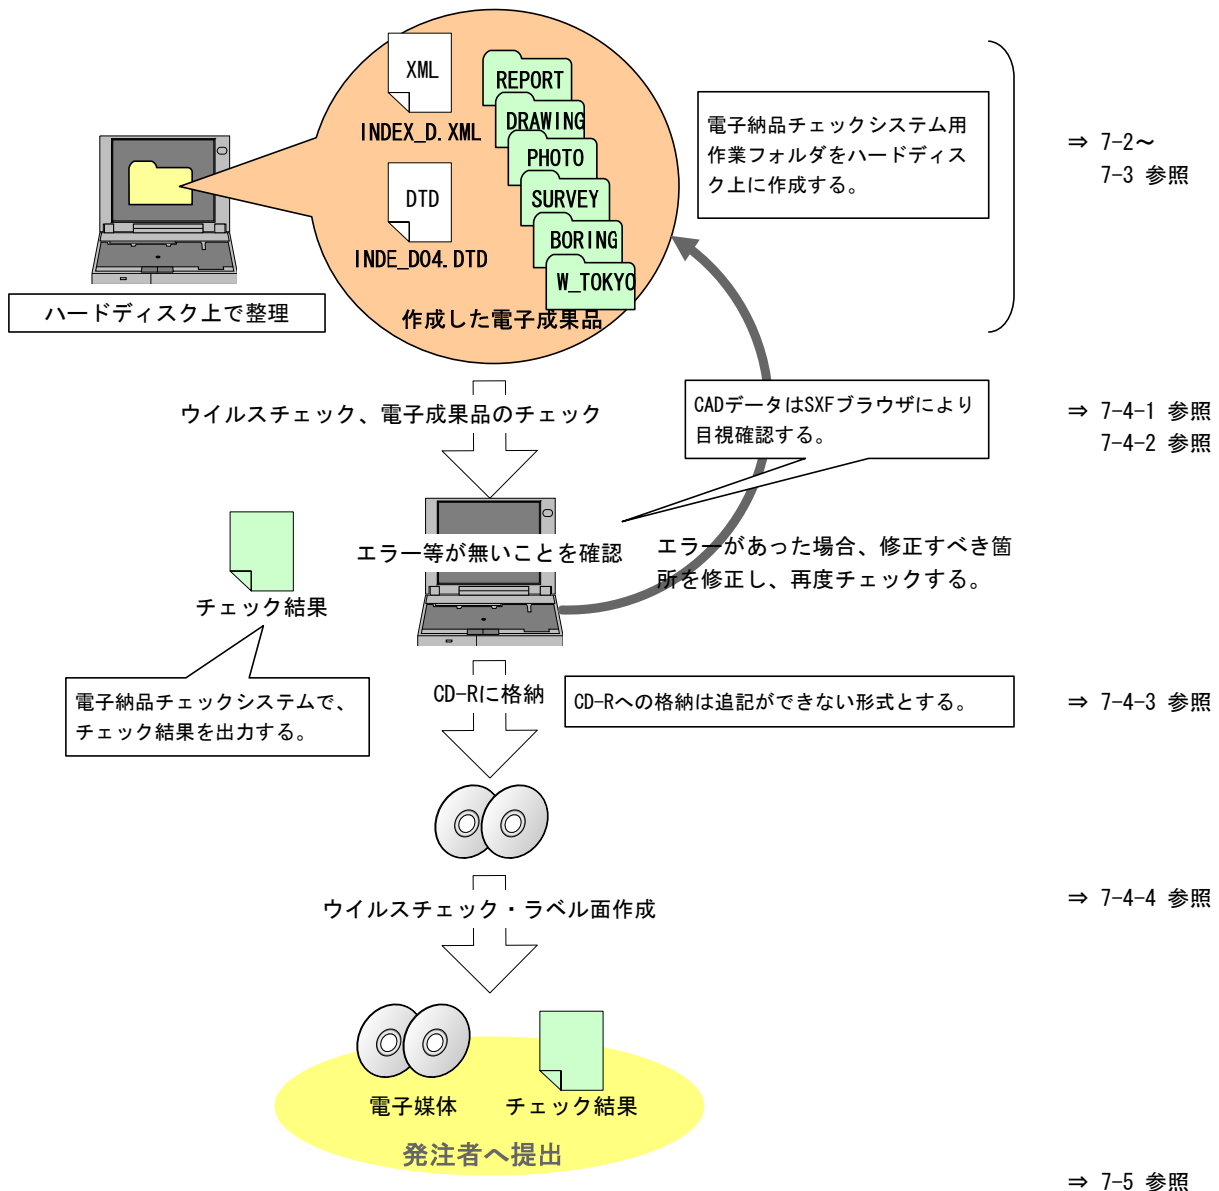 XML
INDEX_D.XML
DTD
INDE_D04.DTD
REPORT
DRAWING
PHOTO
SURVEY
BORING
W_TOKYO
作成した電子成果品
ハードディスク上で整理
電子納品チェックシステム用
作業フォルダをハードディス
ク上に作成する。
⇒ 7-2～
7-3 参照
ウイルスチェック、電子成果品のチェック
CADデータはSXFブラウザにより
目視確認する。
⇒ 7-4-1 参照
7-4-2 参照
エラー等が無いことを確認
エラーがあった場合、修正すべき箇
所を修正し、再度チェックする。
チェック結果
電子納品チェックシステムで、
チェック結果を出力する。
CD-Rに格納
CD-Rへの格納は追記ができない形式とする。
⇒ 7-4-3 参照
ウイルスチェック・ラベル面作成
⇒ 7-4-4 参照
電子媒体
チェック結果
発注者へ提出
⇒ 7-5 参照